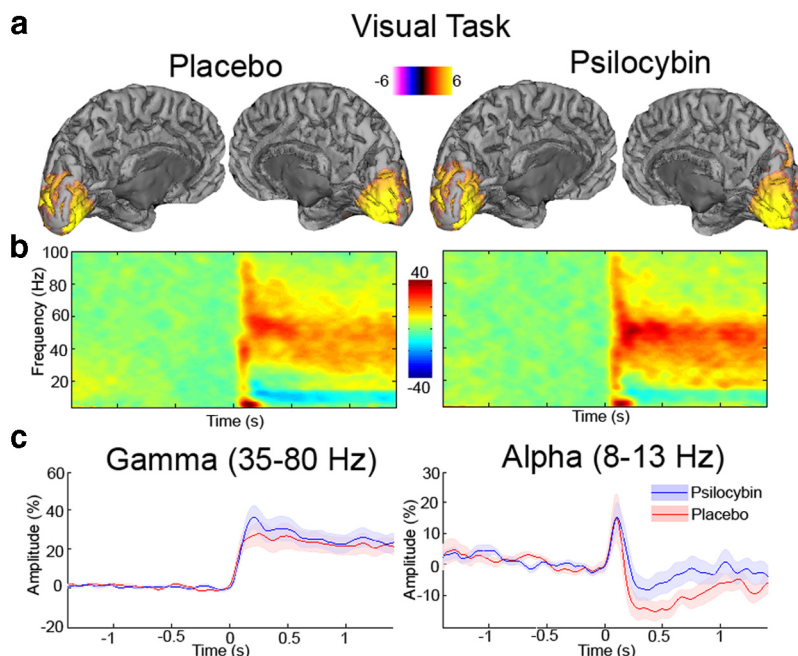 a
Visual Task
Placebo
Psilocybin
-6
6
b
Frequency (Hz)
100
80
60
40
20
Time (s)
40
-40
Time (s)
c
Gamma (35-80 Hz)
Amplitude (%)
60
40
20
0
-20
-1
-0.5
0
0.5
1
Time (s)
Alpha (8-13 Hz)
Amplitude (%)
30
20
10
0
-10
Psilocybin
Placebo
-1
-0.5
0
0.5
1
Time (s)